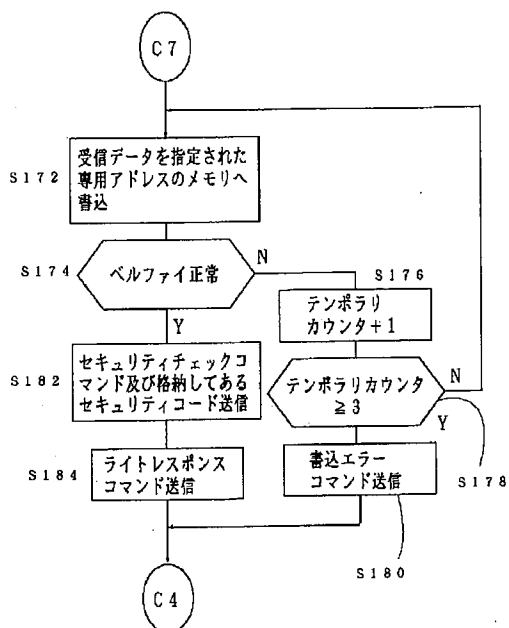 C7
S172
受信データを指定された
専用アドレスのメモリへ
書込
S174
ベルファイ正常
N
Y
S176
テンポラリ
カウンタ+1
S182
セキュリティチェックコ
マンド及び格納してある
セキュリティコード送信
テンポラリカウンタ
≧3
N
Y
S178
S184
ライトレスポンス
コマンド送信
書込エラー
コマンド送信
S180
C4